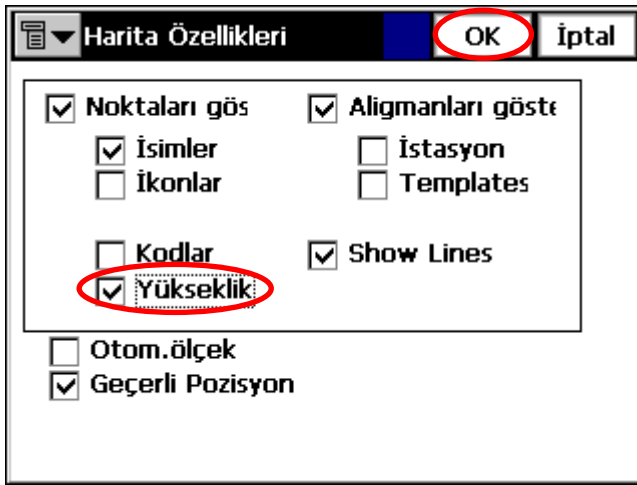 Harita Özellikleri OK İptal
Noktaları gös Aligmanları göste
İsimler İstasyon
İkonlar Templates
Kodlar Show Lines
Yükseklik
Otom.ölçek
Geçerli Pozisyon